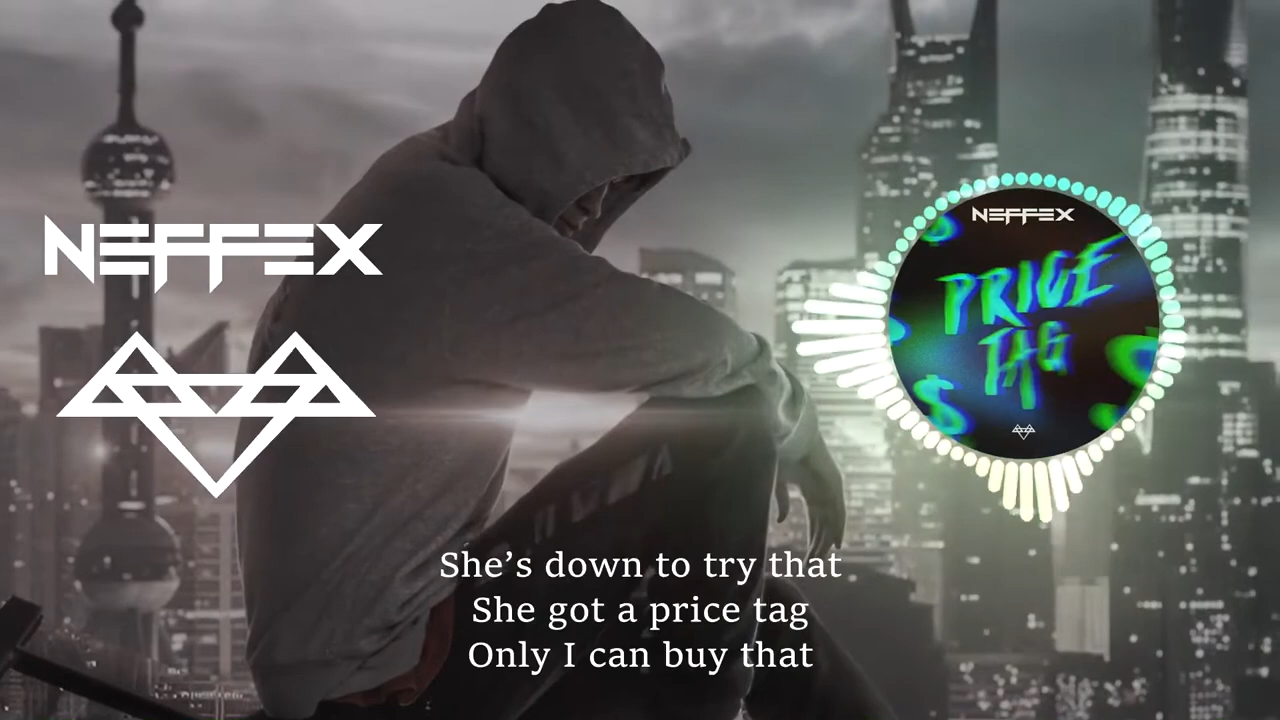 NEFFEX
NEFFEX
PRICE
TAG
$
She’s down to try that
She got a price tag
Only I can buy that